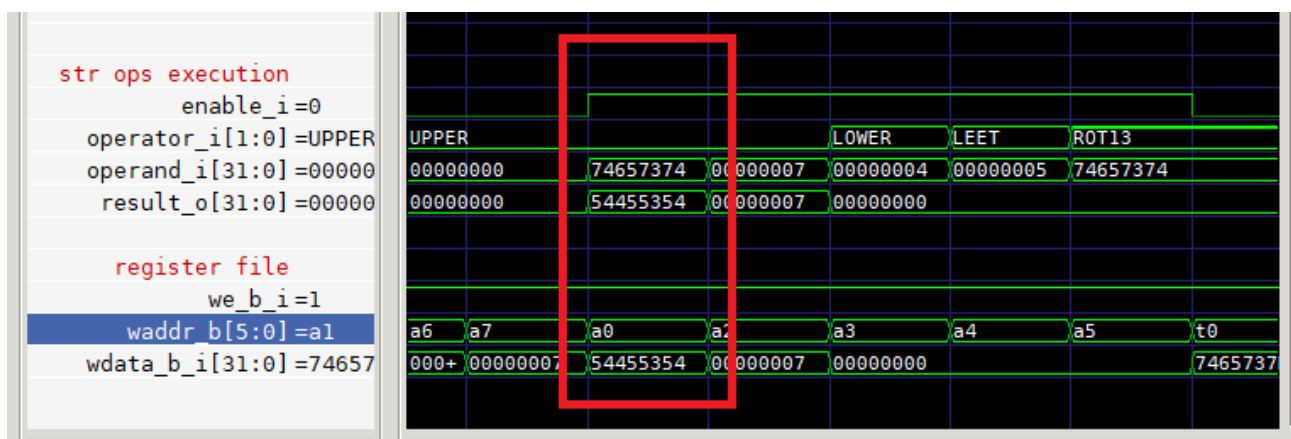 str ops execution
enable_i=0
operator_i[1:0]=UPPER UPPER LOWER LEET ROT13
operand_i[31:0]=00000 00000000 74657374 00000007 00000004 00000005 74657374
result_o[31:0]=00000 00000000 54455354 00000007 00000000
register file
we_b_i=1
waddr_b[5:0]=a1 a6 a7 a0 a2 a3 a4 a5 t0
wdata_b_i[31:0]=74657 000+ 00000007 54455354 00000007 00000000 7465737